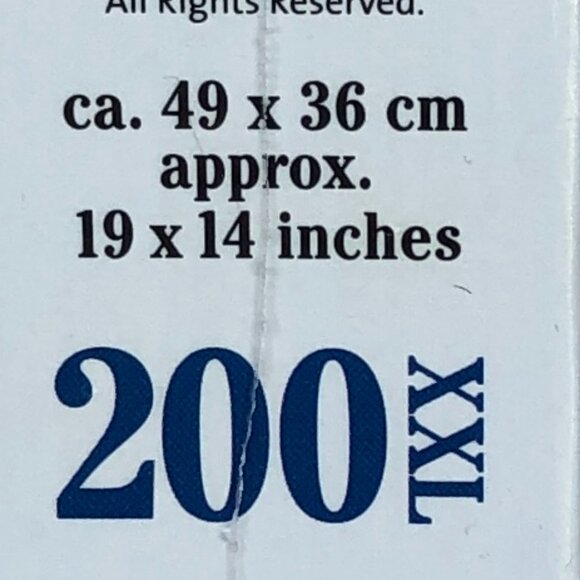 All Rights Reserved.
ca. 49 x 36 cm
approx.
19 x 14 inches
200 XXL